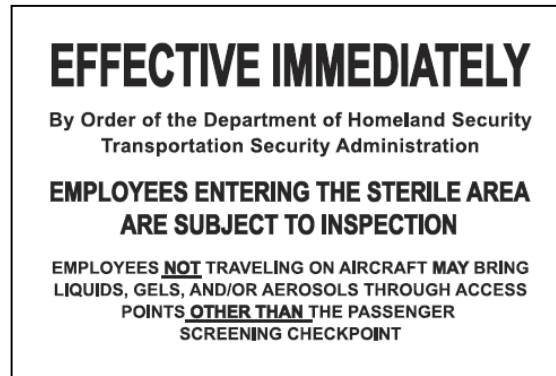 EFFECTIVE IMMEDIATELY
By Order of the Department of Homeland Security
Transportation Security Administration
EMPLOYEES ENTERING THE STERILE AREA
ARE SUBJECT TO INSPECTION
EMPLOYEES NOT TRAVELING ON AIRCRAFT MAY BRING
LIQUIDS, GELS, AND/OR AEROSOLS THROUGH ACCESS
POINTS OTHER THAN THE PASSENGER
SCREENING CHECKPOINT